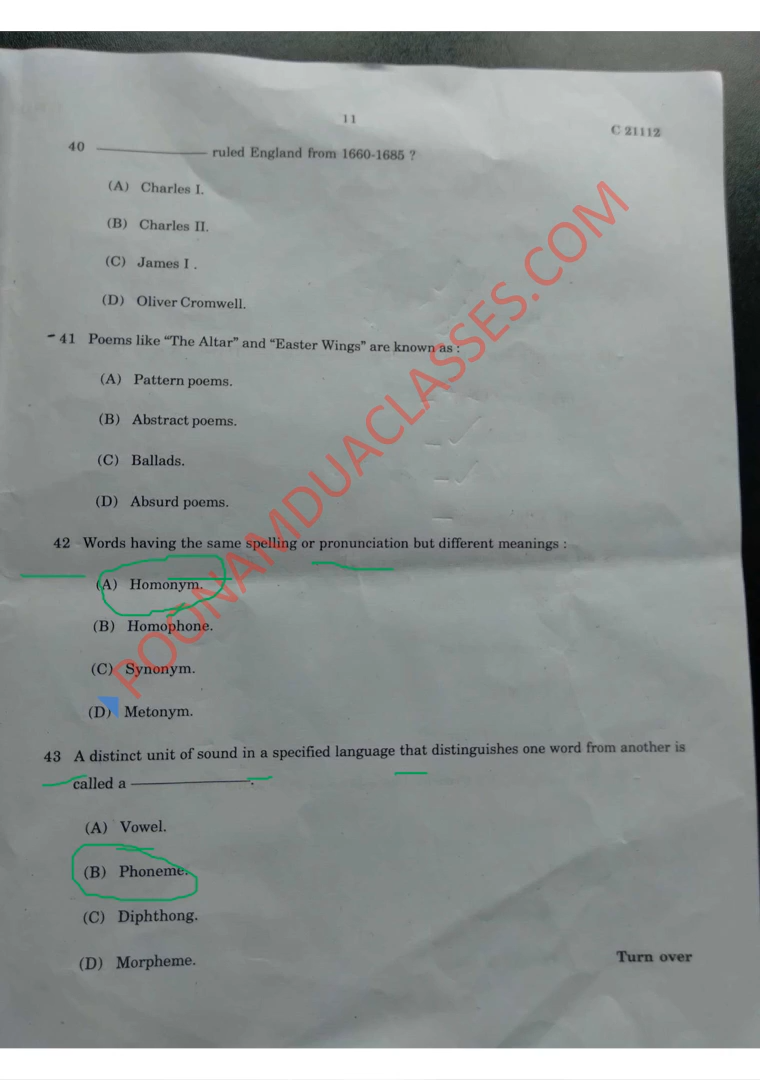 11
C 21112
40 ____________ ruled England from 1660-1685 ?
(A) Charles I.
(B) Charles II.
(C) James I .
(D) Oliver Cromwell.
41 Poems like “The Altar” and “Easter Wings” are known as :
(A) Pattern poems.
(B) Abstract poems.
(C) Ballads.
(D) Absurd poems.
42 Words having the same spelling or pronunciation but different meanings :
(A) Homonym.
(B) Homophone.
(C) Synonym.
(D) Metonym.
43 A distinct unit of sound in a specified language that distinguishes one word from another is
called a ____________.
(A) Vowel.
(B) Phoneme.
(C) Diphthong.
(D) Morpheme.
Turn over
POONAMDUACLASSES.COM